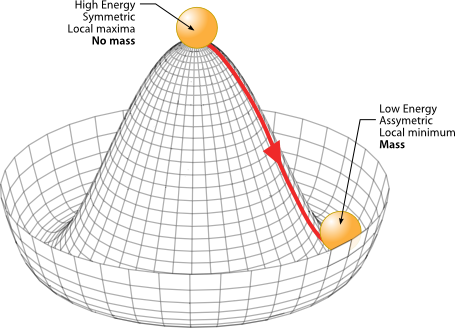 High Energy
Symmetric
Local maxima
No mass
Low Energy
Assymetric
Local minimum
Mass